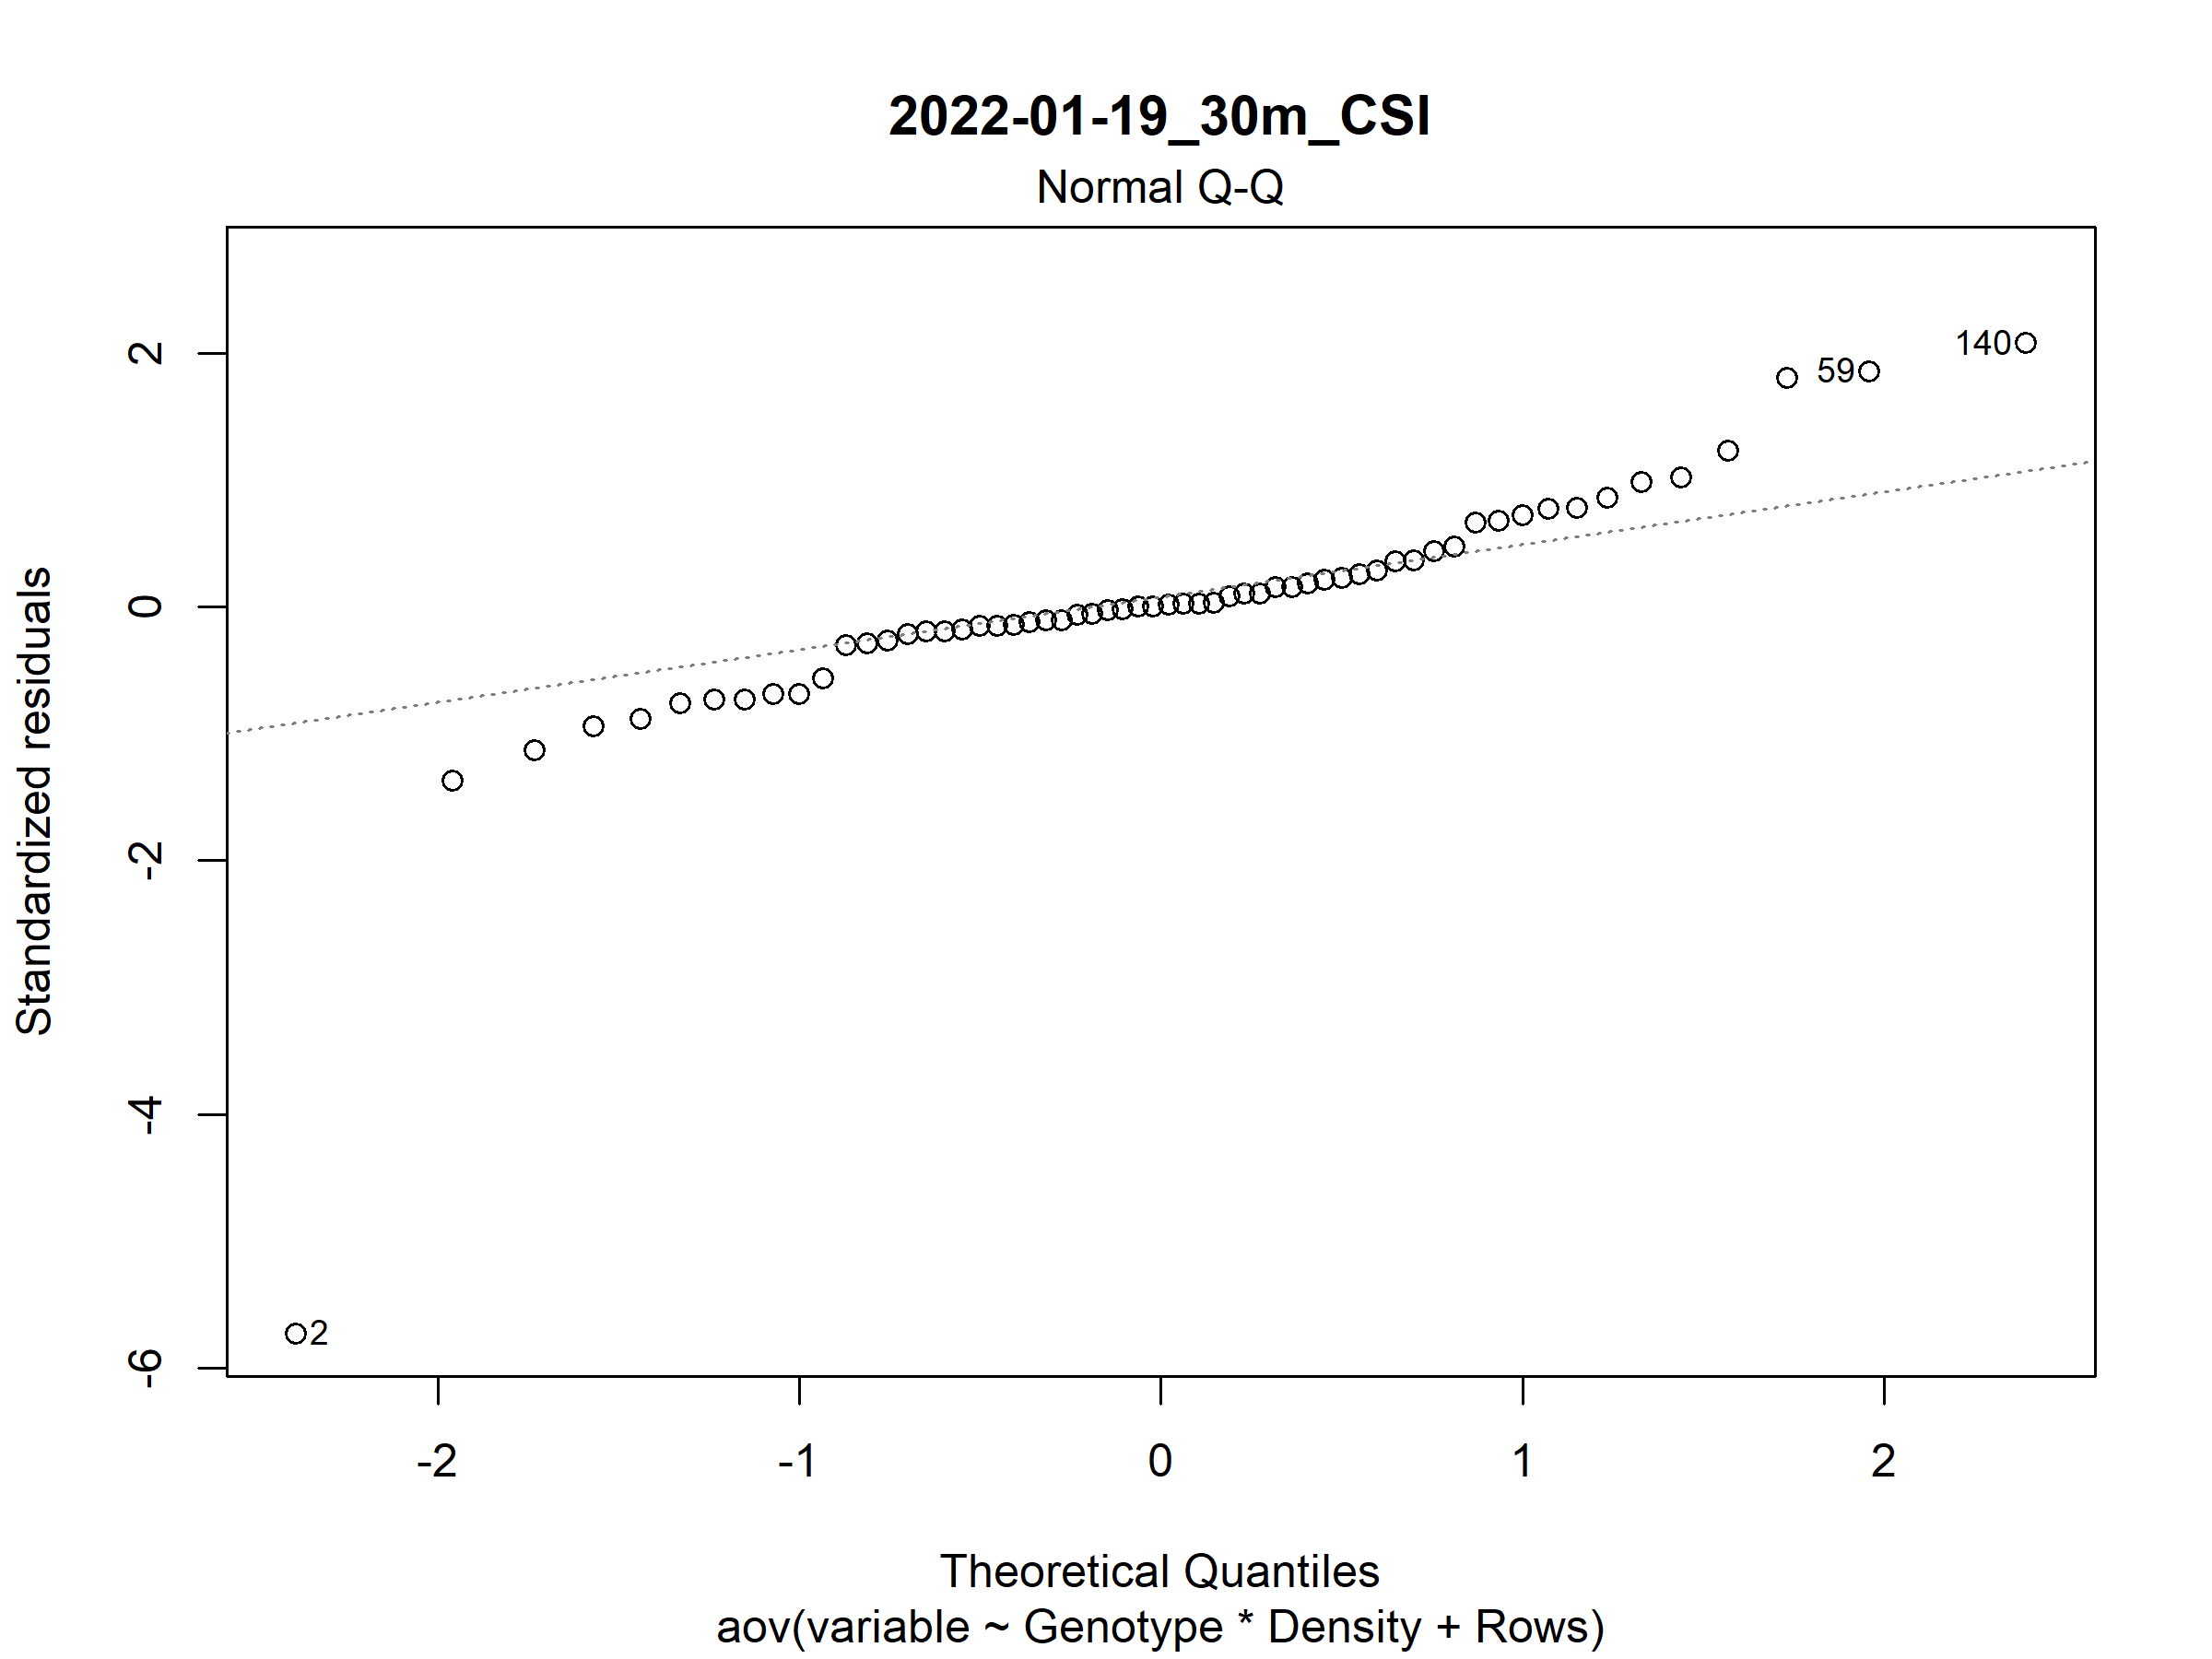 2022-01-19_30m_CSI
Normal Q-Q
Standardized residuals
2
0
-2
-4
-6
140
59
2
-2
-1
0
1
2
Theoretical Quantiles
aov(variable ~ Genotype * Density + Rows)